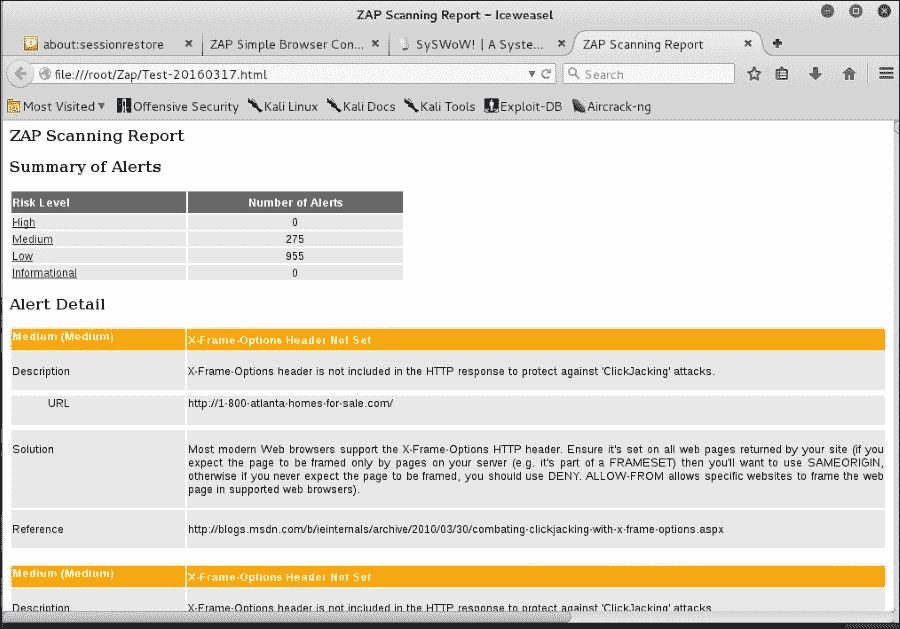 ZAP Scanning Report - Iceweasel
about:sessionrestore
ZAP Simple Browser Con...
SySWoW! | A Syste...
ZAP Scanning Report
file:///root/Zap/Test-20160317.html
Search
Most Visited
Offensive Security
Kali Linux
Kali Docs
Kali Tools
Exploit-DB
Aircrack-ng
ZAP Scanning Report
Summary of Alerts
Risk Level Number of Alerts
High 0
Medium 275
Low 955
Informational 0
Alert Detail
Medium (Medium) X-Frame-Options Header Not Set
Description X-Frame-Options header is not included in the HTTP response to protect against 'ClickJacking' attacks.
URL http://1-800-atlanta-homes-for-sale.com/
Solution Most modern Web browsers support the X-Frame-Options HTTP header. Ensure it's set on all web pages returned by your site (if you
expect the page to be framed only by pages on your server (e.g. it's part of a FRAMESET) then you'll want to use SAMEORIGIN,
otherwise if you never expect the page to be framed, you should use DENY. ALLOW-FROM allows specific websites to frame the web
page in supported web browsers).
Reference http://blogs.msdn.com/b/ieinternals/archive/2010/03/30/combating-clickjacking-with-x-frame-options.aspx
Medium (Medium) X-Frame-Options Header Not Set
Description X-Frame-Options header is not included in the HTTP response to protect against 'ClickJacking' attacks